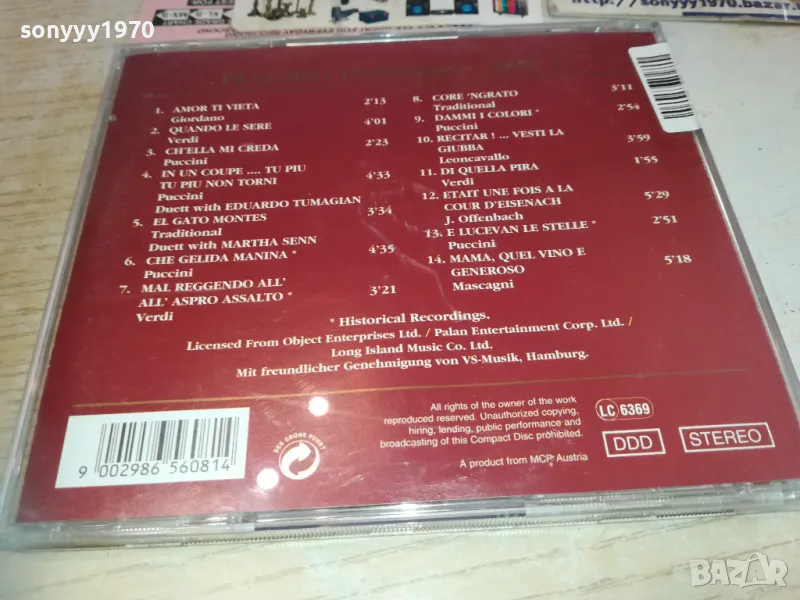 sonyyy1970
https://sonyyy1970.bazar.b
1. AMOR TI VIETA 2'13
Giordano
2. QUANDO LE SERE 4'01
Verdi
3. CH'ELLA MI CREDA 2'23
Puccini
4. IN UN COUPE .... TU PIU 4'33
TU PIU NON TORNI
Puccini
Duett with EDUARDO TUMAGIAN
5. EL GATO MONTES 3'34
Traditional
Duett with MARTHA SENN
6. CHE GELIDA MANINA * 4'35
Puccini
7. MAL REGGENDO ALL'
ALL' ASPRO ASSALTO * 3'21
Verdi
8. CORE 'NGRATO 3'11
Traditional
9. DAMMI I COLORI * 2'54
Puccini
10. RECITAR ! ... VESTI LA 3'59
GIUBBA
Leoncavallo
11. DI QUELLA PIRA 1'55
Verdi
12. ETAIT UNE FOIS A LA
COUR D'EISENACH 5'29
J. Offenbach
13. E LUCEVAN LE STELLE * 2'51
Puccini
14. MAMA, QUEL VINO E
GENEROSO 5'18
Mascagni
* Historical Recordings.
Licensed From Object Enterprises Ltd. / Palan Entertainment Corp. Ltd. /
Long Island Music Co. Ltd.
Mit freundlicher Genehmigung von VS-Musik, Hamburg.
9 002986 560814
DER GRÜNE PUNKT
All rights of the owner of the work
reproduced reserved. Unauthorized copying,
hiring, lending, public performance and
broadcasting of this Compact Disc prohibited.
A product from MCP Austria
LC 6369
DDD
STEREO
BAZAR